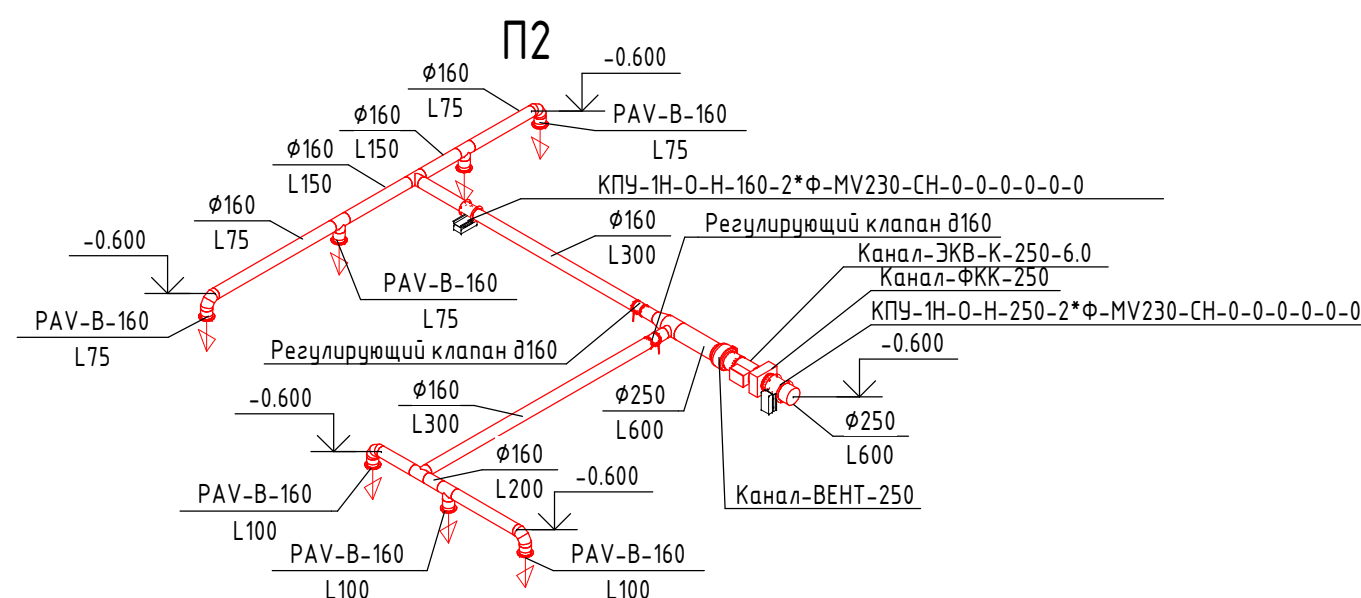 П2
-0.600
Ø160
L75
PAV-B-160
L75
Ø160
L150
Ø160
L150
КПУ-1Н-О-Н-160-2*Ф-MV230-СН-0-0-0-0-0-0
Ø160
L75
Регулирующий клапан д160
Ø160
L300
-0.600
Канал-ЭКВ-К-250-6.0
Канал-ФКК-250
PAV-B-160
L75
КПУ-1Н-О-Н-250-2*Ф-MV230-СН-0-0-0-0-0-0
PAV-B-160
L75
Регулирующий клапан д160
-0.600
Ø160
L300
-0.600
Ø250
L600
Ø250
L600
Ø160
L200
-0.600
Канал-ВЕНТ-250
PAV-B-160
L100
PAV-B-160
L100
PAV-B-160
L100